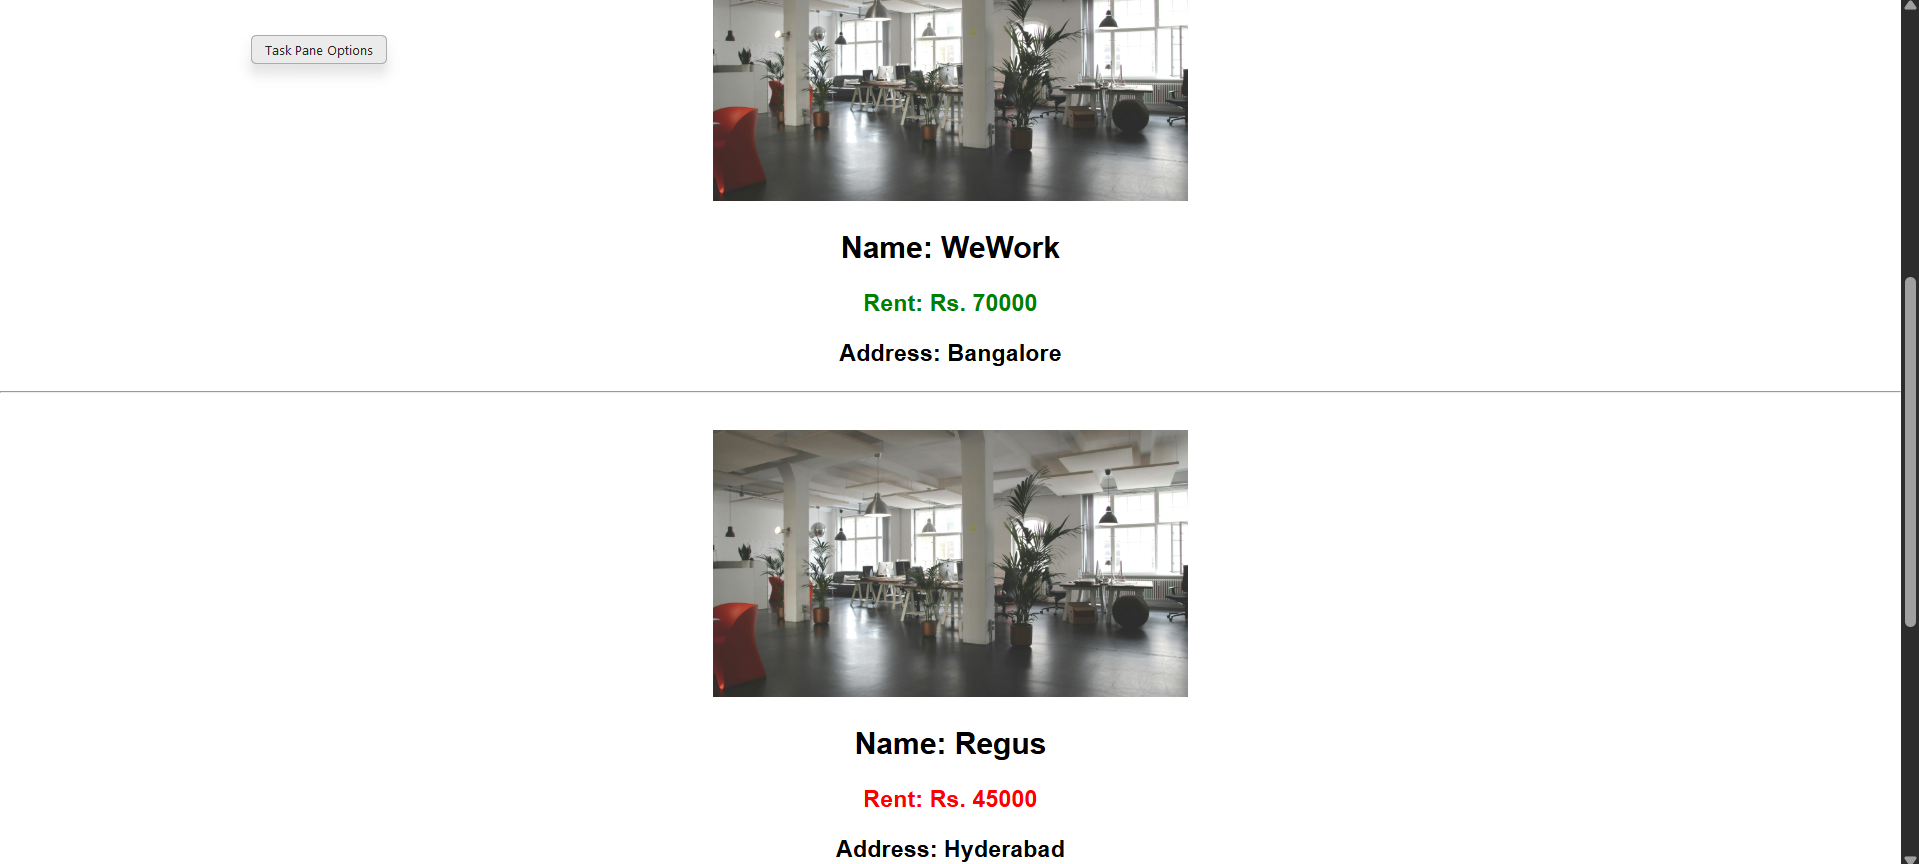 Task Pane Options
Name: WeWork
Rent: Rs. 70000
Address: Bangalore
Name: Regus
Rent: Rs. 45000
Address: Hyderabad